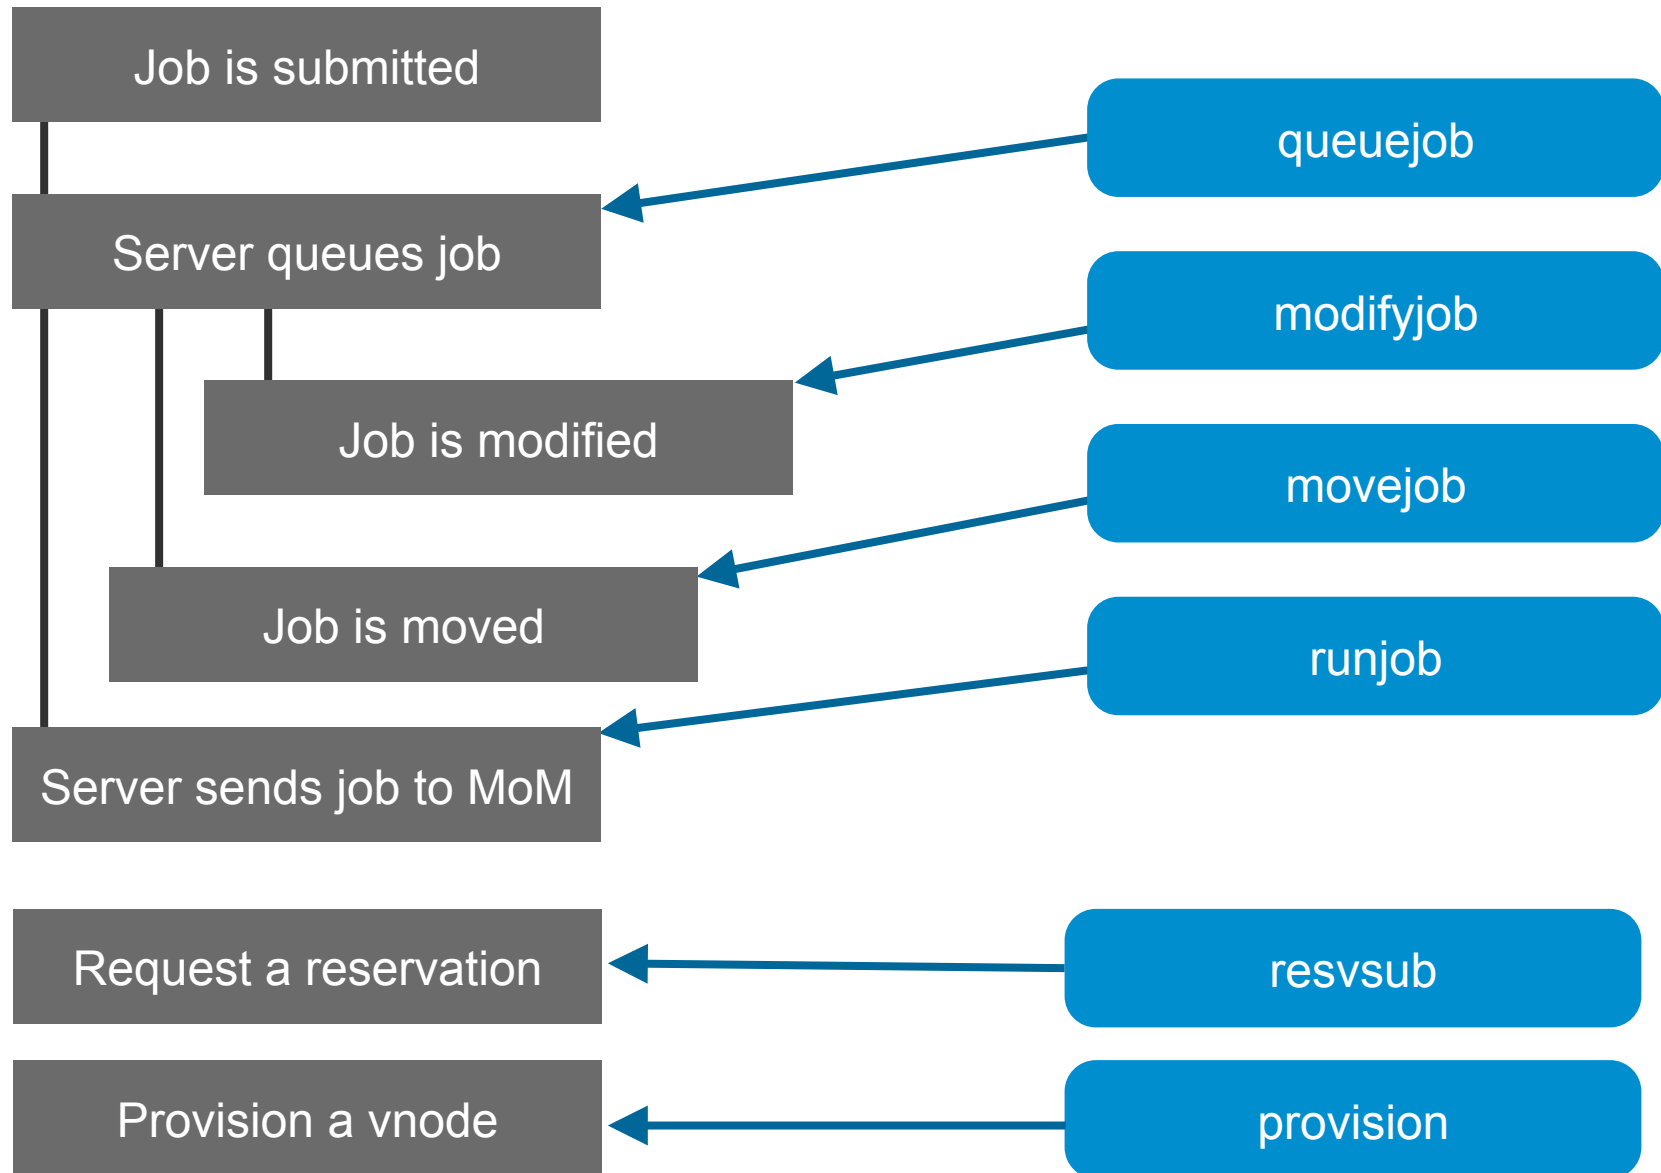 Job is submitted
queuejob
Server queues job
modifyjob
Job is modified
movejob
Job is moved
runjob
Server sends job to MoM
Request a reservation
resvsub
Provision a vnode
provision